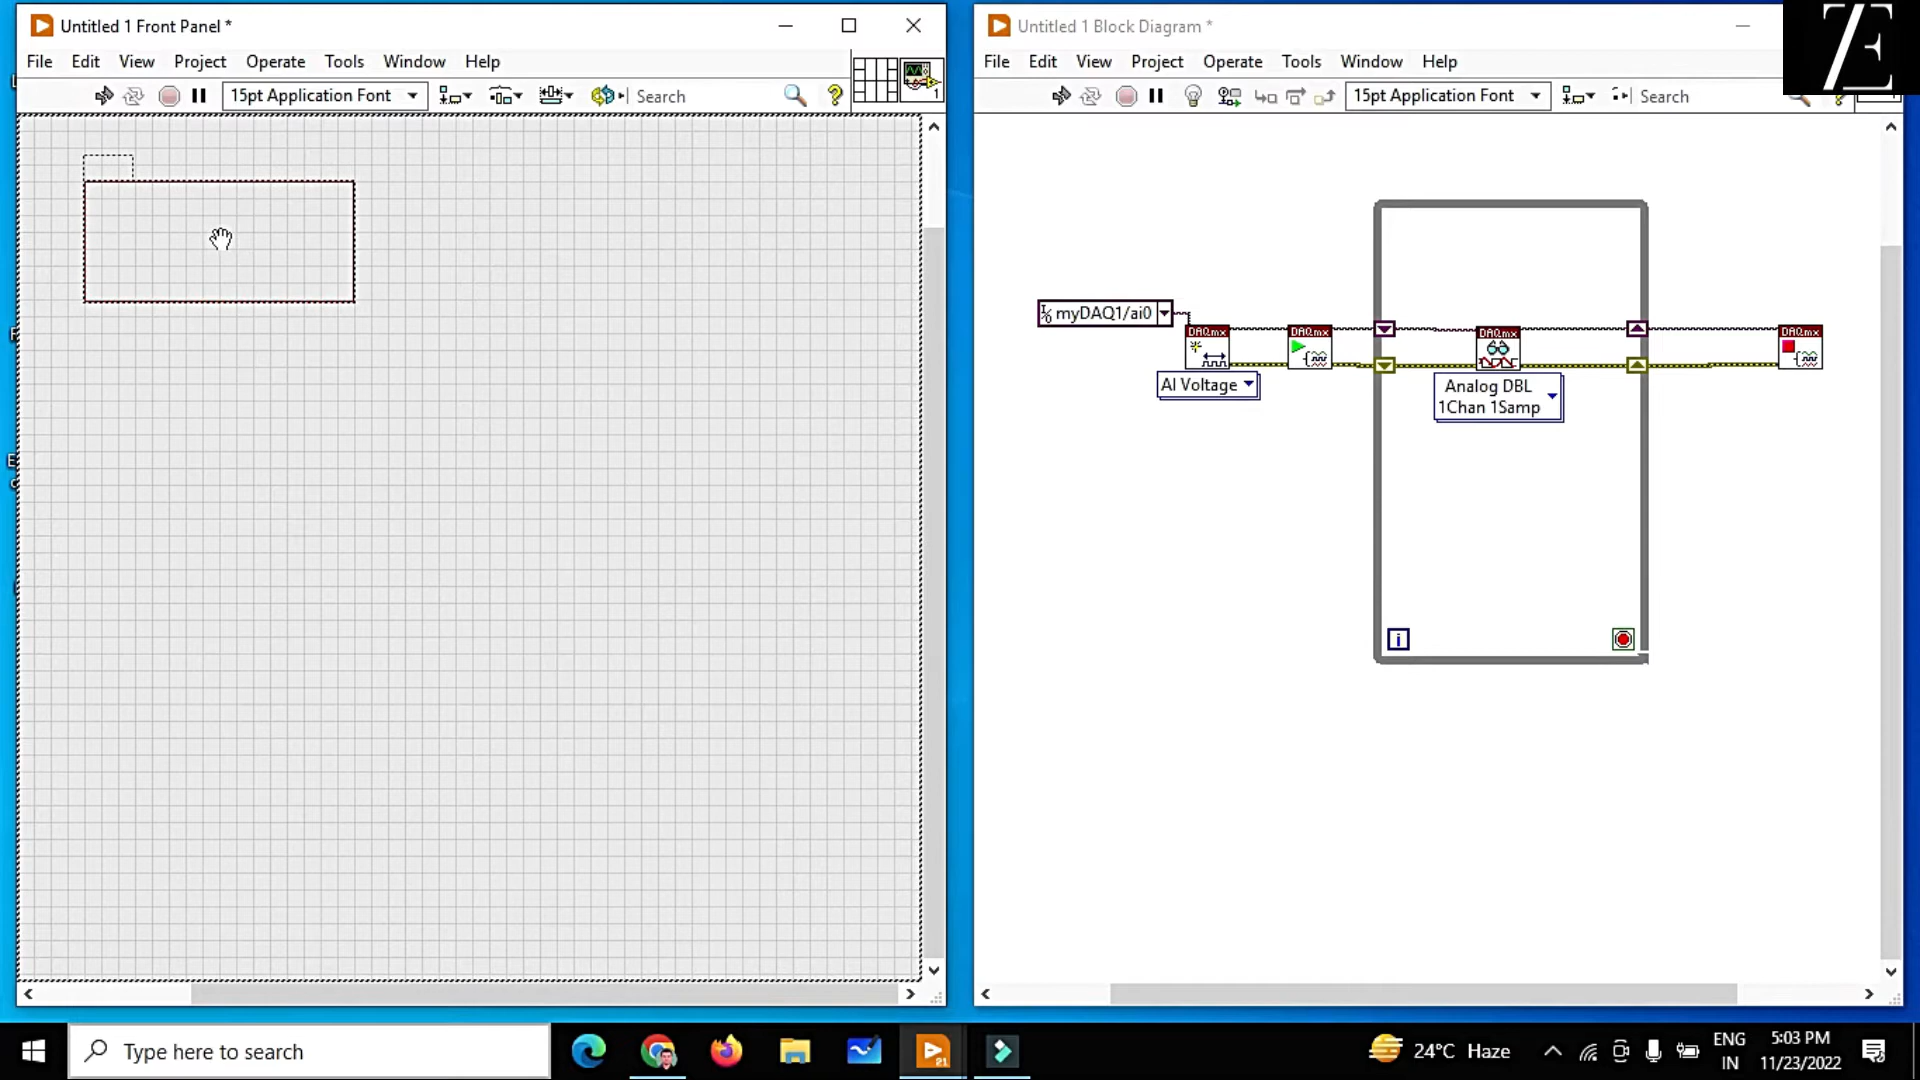 Untitled 1 Front Panel *
File Edit View Project Operate Tools Window Help
15pt Application Font
Search
1
Untitled 1 Block Diagram *
File Edit View Project Operate Tools Window Help
15pt Application Font
Search
myDAQ1/ai0
DAQmx DAQmx DAQmx DAQmx
AI Voltage
Analog DBL
1Chan 1Samp
i
Type here to search
21
24°C Haze
ENG
IN
5:03 PM
11/23/2022